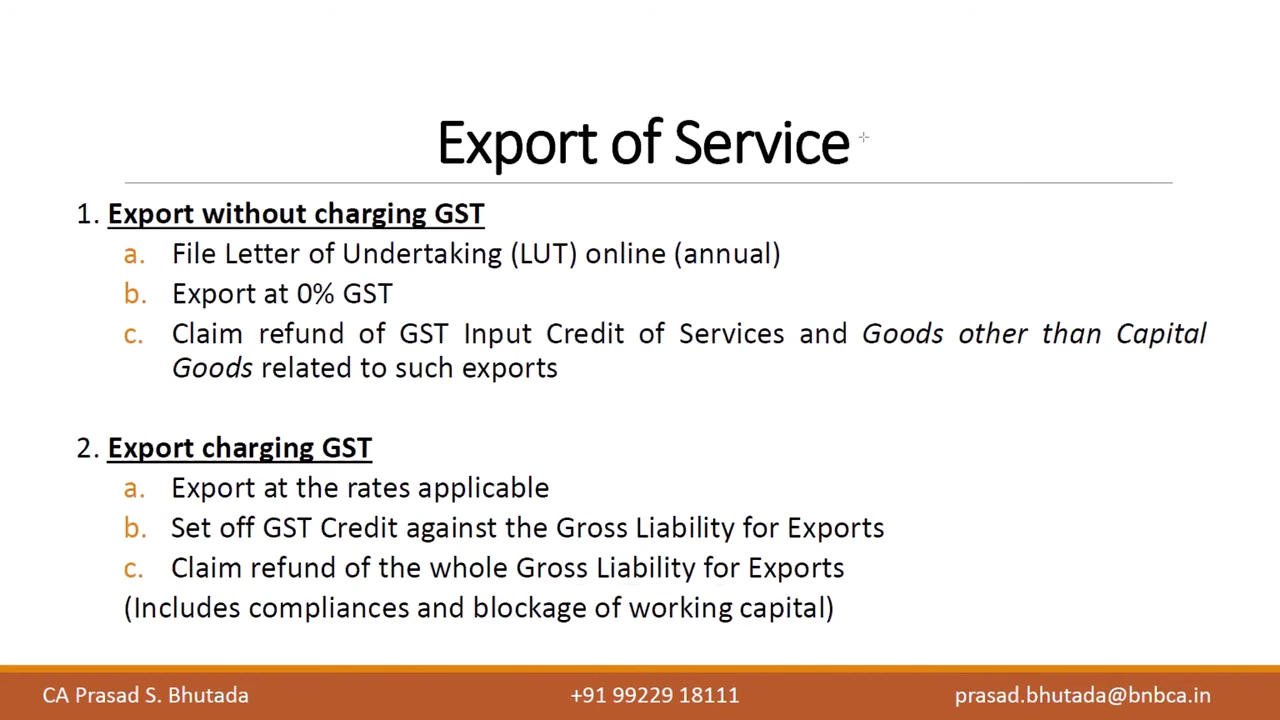 Export of Service
1. Export without charging GST
a. File Letter of Undertaking (LUT) online (annual)
b. Export at 0% GST
c. Claim refund of GST Input Credit of Services and Goods other than Capital
Goods related to such exports
2. Export charging GST
a. Export at the rates applicable
b. Set off GST Credit against the Gross Liability for Exports
c. Claim refund of the whole Gross Liability for Exports
(Includes compliances and blockage of working capital)
CA Prasad S. Bhutada +91 99229 18111 prasad.bhutada@bnbca.in